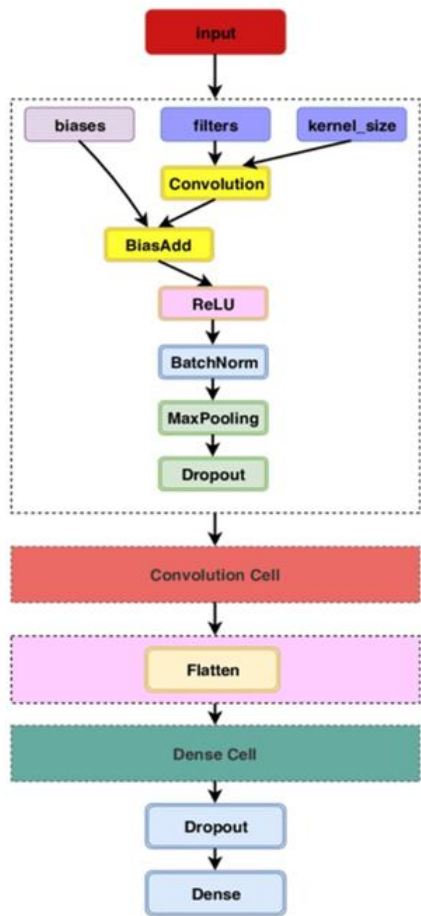 input
biases
filters
kernel_size
Convolution
BiasAdd
ReLU
BatchNorm
MaxPooling
Dropout
Convolution Cell
Flatten
Dense Cell
Dropout
Dense